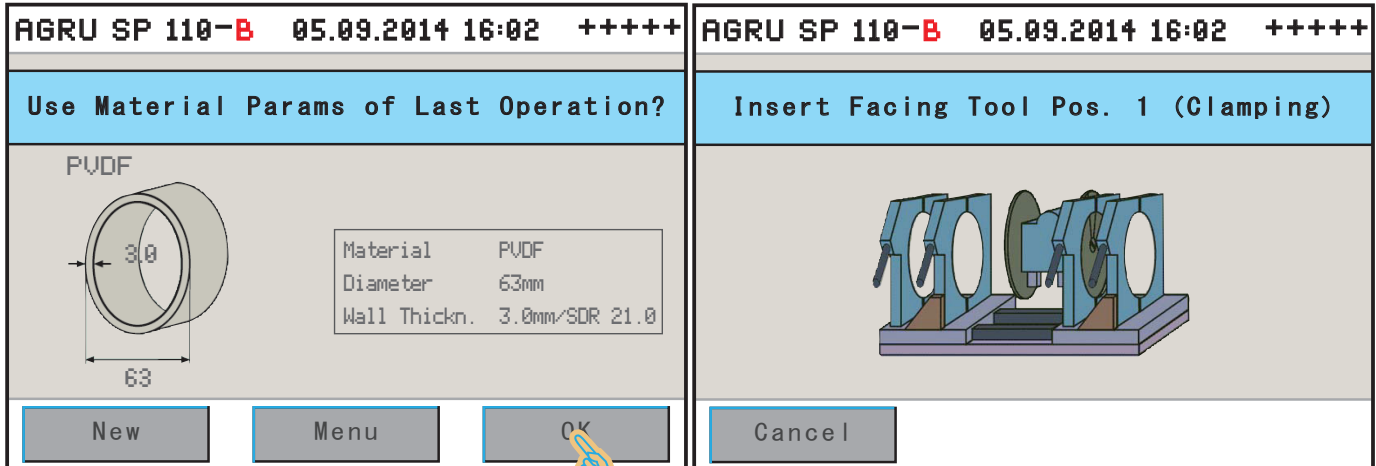 AGRU SP 110-B 05.09.2014 16:02 +++++
Use Material Params of Last Operation?
PVDF
3.0
63
Material PVDF
Diameter 63mm
Wall Thickn. 3.0mm/SDR 21.0
New Menu OK
AGRU SP 110-B 05.09.2014 16:02 +++++
Insert Facing Tool Pos. 1 (Clamping)
Cancel